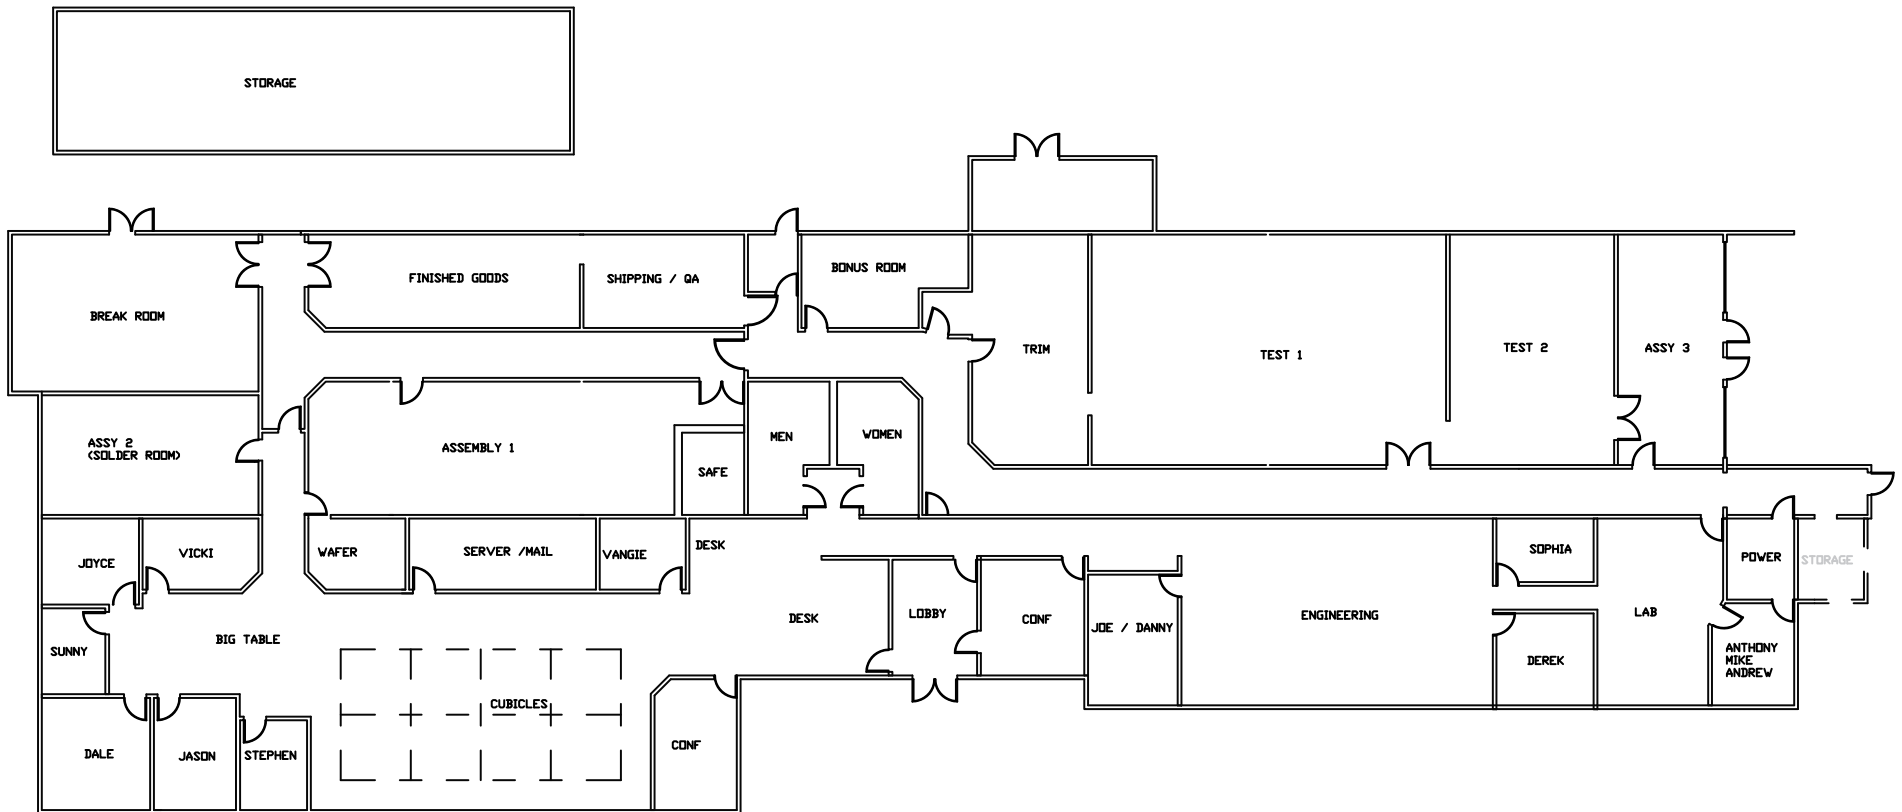 STORAGE
BREAK ROOM
FINISHED GOODS
SHIPPING / QA
BONUS ROOM
TRIM
TEST 1
TEST 2
ASSY 3
ASSY 2
(SOLDER ROOM)
ASSEMBLY 1
SAFE
MEN
WOMEN
JOYCE
VICKI
WAFER
SERVER /MAIL
VANGIE
DESK
SOPHIA
POWER
STORAGE
SUNNY
BIG TABLE
DESK
LOBBY
CONF
JOE / DANNY
ENGINEERING
LAB
DEREK
ANTHONY
MIKE
ANDREW
CUBICLES
DALE
JASON
STEPHEN
CONF